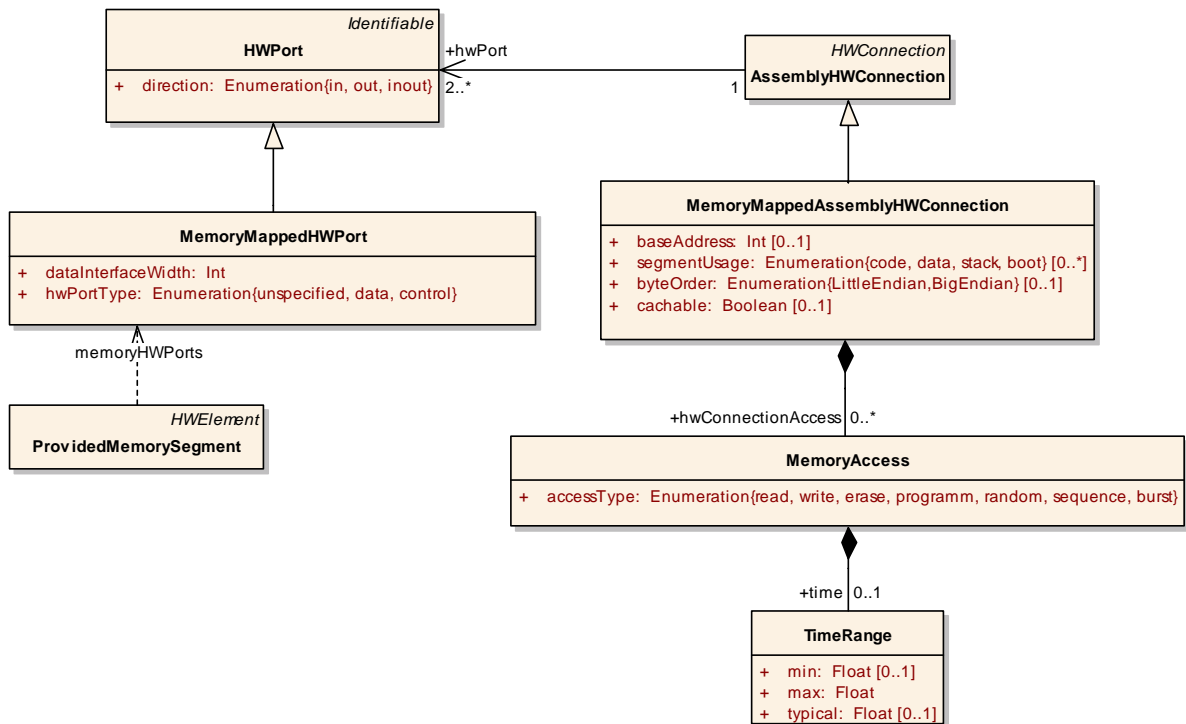 Identifiable
HWPort
+ direction: Enumeration{in, out, inout}
+hwPort
2..*
1
HWConnection
AssemblyHWConnection
MemoryMappedHWPort
+ dataInterfaceWidth: Int
+ hwPortType: Enumeration{unspecified, data, control}
MemoryMappedAssemblyHWConnection
+ baseAddress: Int [0..1]
+ segmentUsage: Enumeration{code, data, stack, boot} [0..*]
+ byteOrder: Enumeration{LittleEndian,BigEndian} [0..1]
+ cachable: Boolean [0..1]
memoryHWPorts
HWElement
ProvidedMemorySegment
+hwConnectionAccess 0..*
MemoryAccess
+ accessType: Enumeration{read, write, erase, programm, random, sequence, burst}
+time 0..1
TimeRange
+ min: Float [0..1]
+ max: Float
+ typical: Float [0..1]